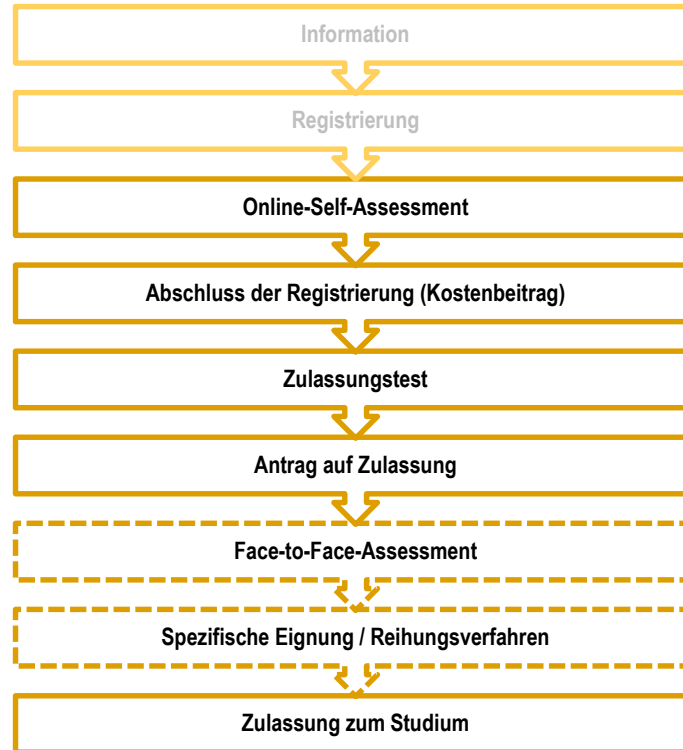 Information
Registrierung
Online-Self-Assessment
Abschluss der Registrierung (Kostenbeitrag)
Zulassungstest
Antrag auf Zulassung
Face-to-Face-Assessment
Spezifische Eignung / Reihungsverfahren
Zulassung zum Studium